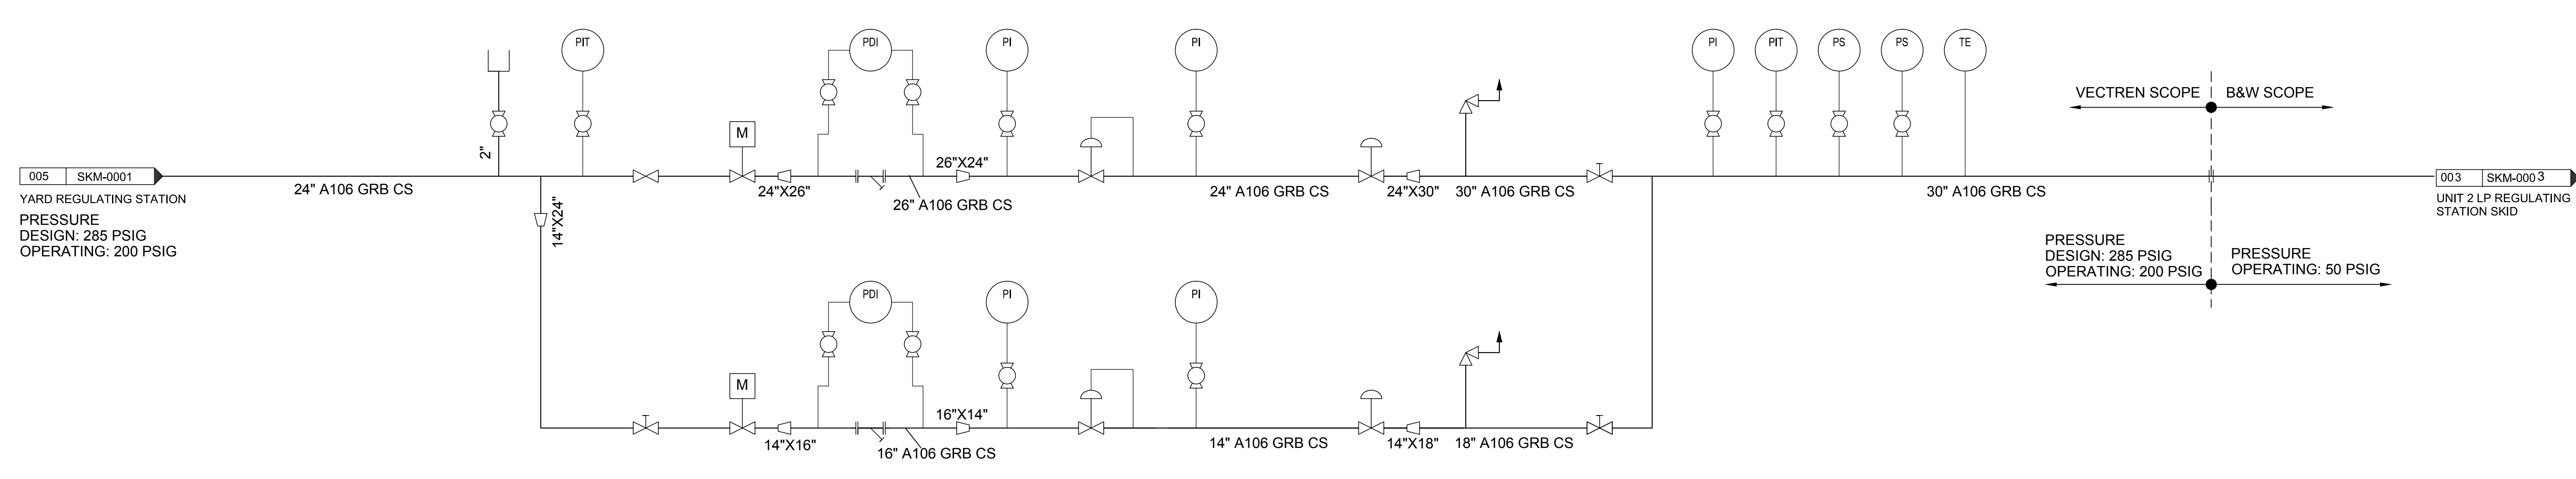 PIT
PDI
PI
PI
PI
PIT
PS
PS
TE
VECTREN SCOPE
B&W SCOPE
M
2"
26"X24"
005
SKM-0001
24" A106 GRB CS
24"X26"
26" A106 GRB CS
24" A106 GRB CS
24"X30"
30" A106 GRB CS
30" A106 GRB CS
003
SKM-0003
YARD REGULATING STATION
UNIT 2 LP REGULATING
STATION SKID
PRESSURE
DESIGN: 285 PSIG
OPERATING: 200 PSIG
14"X24"
PRESSURE
DESIGN: 285 PSIG
OPERATING: 200 PSIG
PRESSURE
OPERATING: 50 PSIG
PDI
PI
PI
M
16"X14"
14"X16"
16" A106 GRB CS
14" A106 GRB CS
14"X18"
18" A106 GRB CS